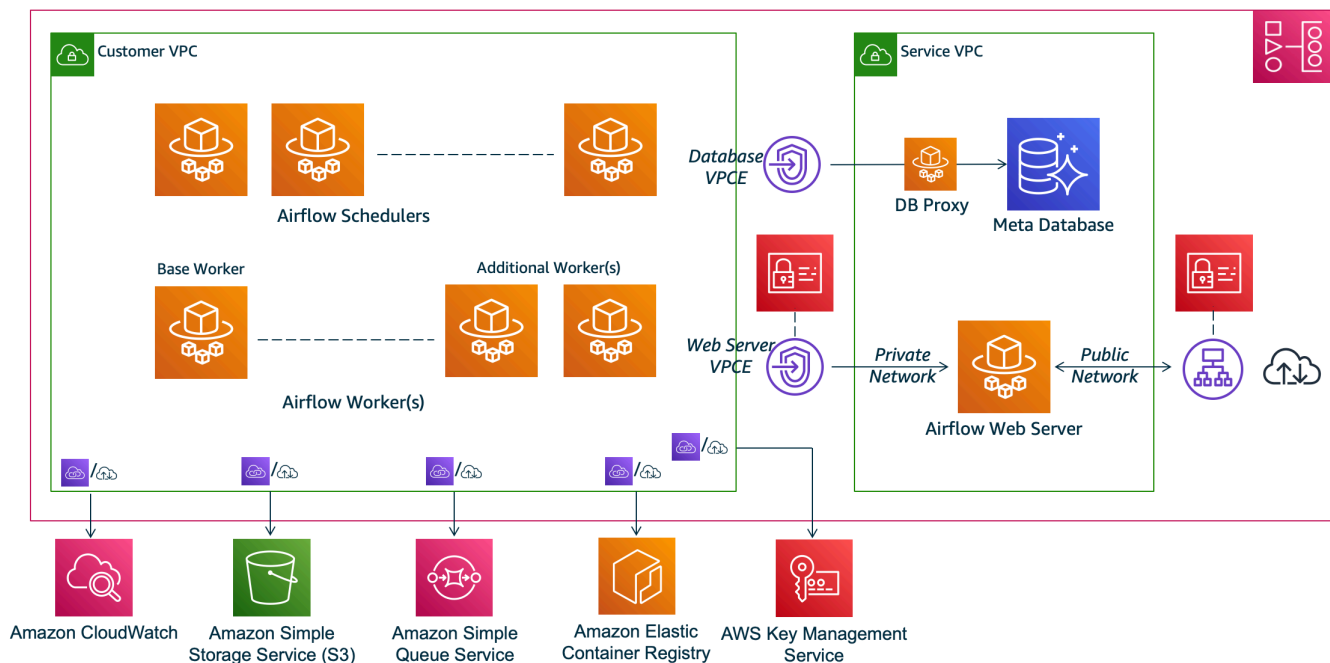 Customer VPC
Service VPC
Airflow Schedulers
Database
VPCE
DB Proxy
Meta Database
Base Worker
Additional Worker(s)
Airflow Worker(s)
Web Server
VPCE
Private
Network
Public
Network
Airflow Web Server
/
/
/
/
/
Amazon CloudWatch
Amazon Simple
Storage Service (S3)
Amazon Simple
Queue Service
Amazon Elastic
Container Registry
AWS Key Management
Service